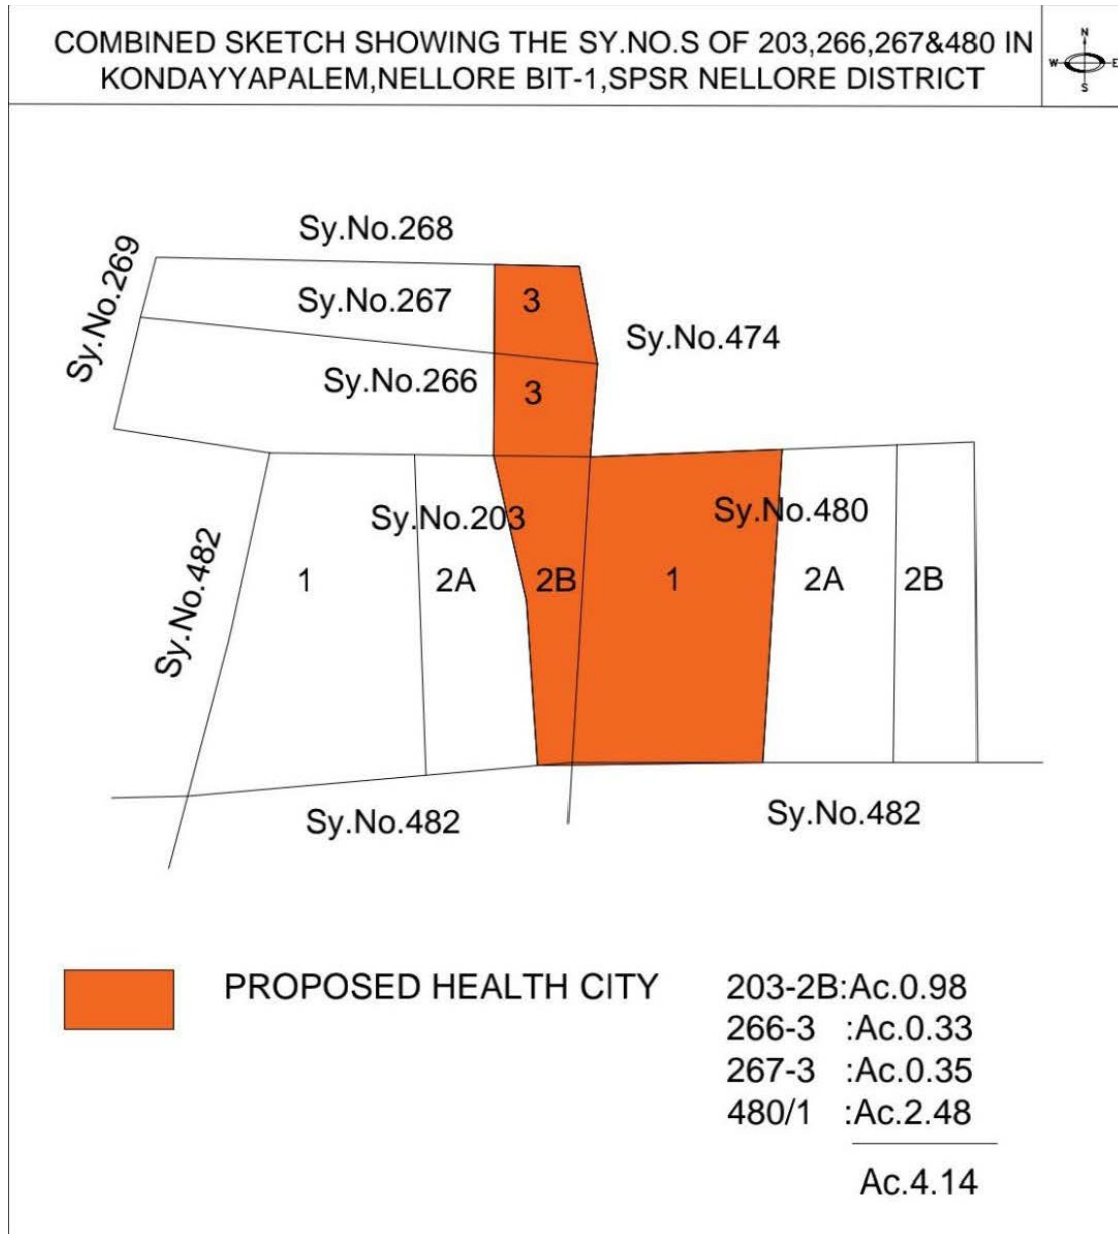 COMBINED SKETCH SHOWING THE SY.NO.S OF 203,266,267&480 IN
KONDAYYAPALEM,NELLORE BIT-1,SPSR NELLORE DISTRICT
N
W E
S
Sy.No.268
Sy.No.269
Sy.No.267
3
Sy.No.474
Sy.No.266
3
Sy.No.203
Sy.No.480
Sy.No.482
1
2A
2B
1
2A
2B
Sy.No.482
Sy.No.482
PROPOSED HEALTH CITY
203-2B:Ac.0.98
266-3 :Ac.0.33
267-3 :Ac.0.35
480/1 :Ac.2.48
Ac.4.14